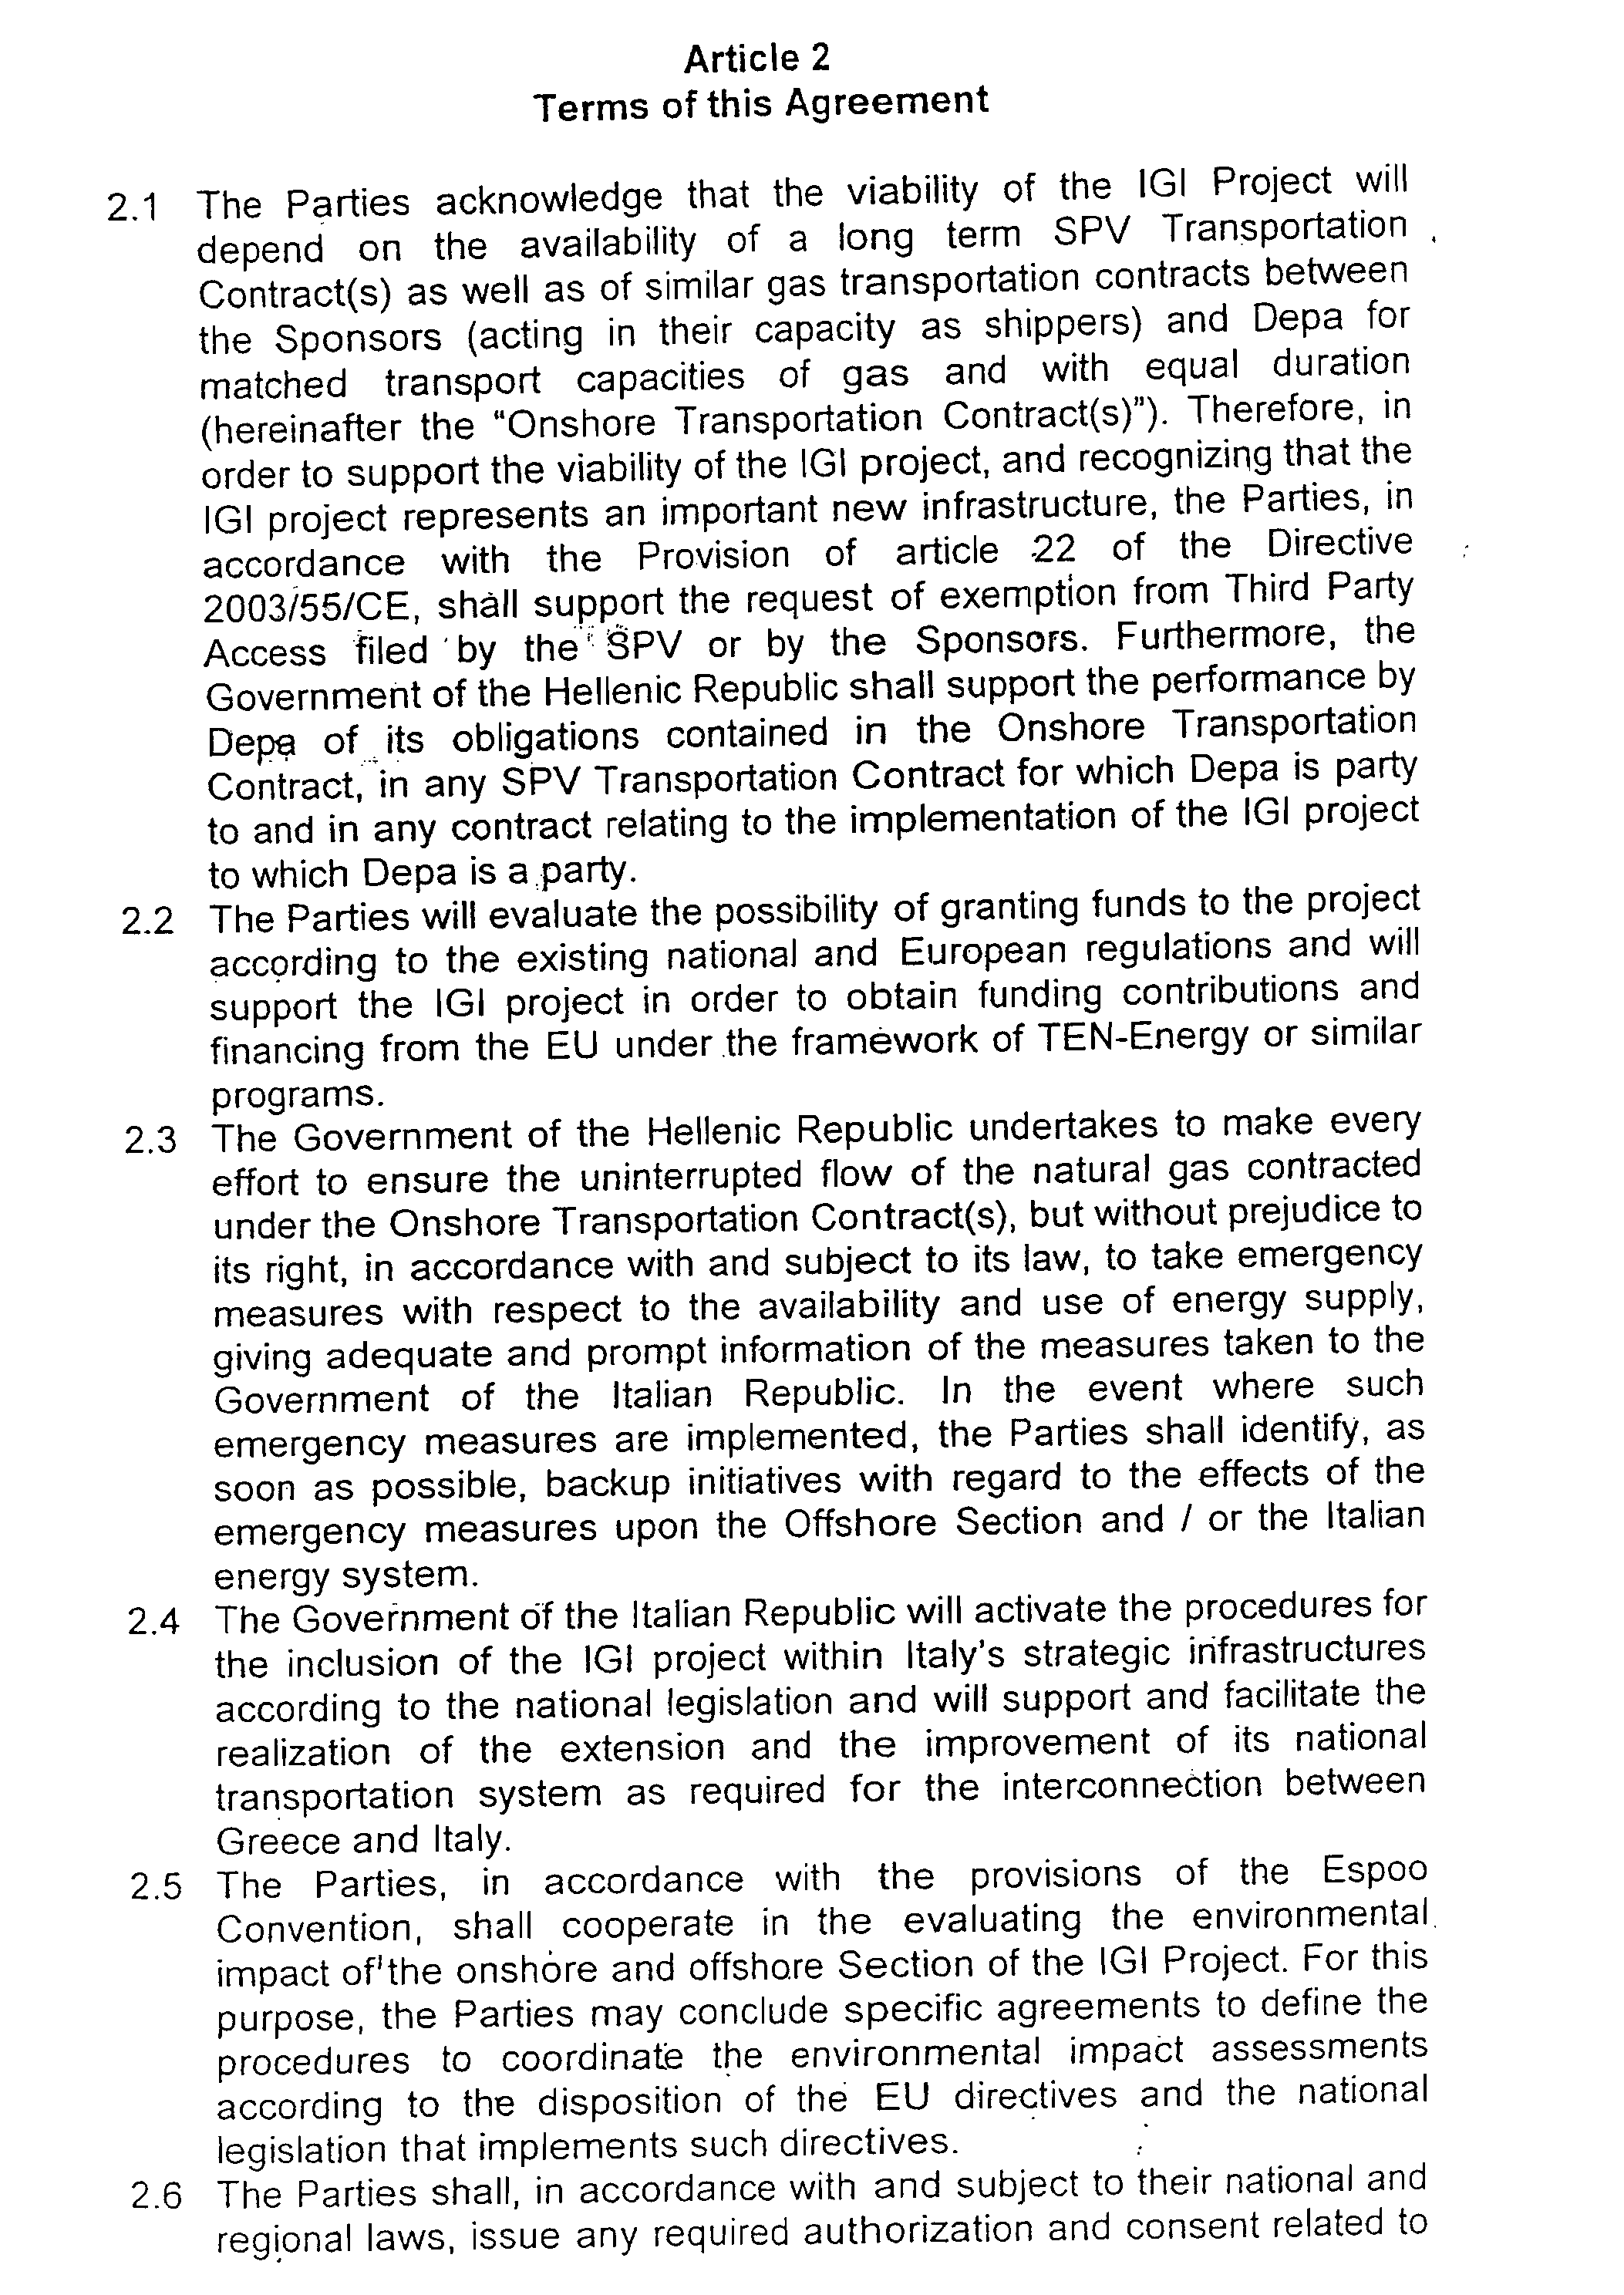 Article 2
Terms of this Agreement
2.1 The Parties acknowledge that the viability of the IGI Project will
depend on the availability of a long term SPV Transportation
Contract(s) as well as of similar gas transportation contracts between
the Sponsors (acting in their capacity as shippers) and Depa for
matched transport capacities of gas and with equal duration
(hereinafter the “Onshore Transportation Contract(s)”). Therefore, in
order to support the viability of the IGI project, and recognizing that the
IGI project represents an important new infrastructure, the Parties, in
accordance with the Provision of article 22 of the Directive
2003/55/CE, shall support the request of exemption from Third Party
Access filed by the SPV or by the Sponsors. Furthermore, the
Government of the Hellenic Republic shall support the performance by
Depa of its obligations contained in the Onshore Transportation
Contract, in any SPV Transportation Contract for which Depa is party
to and in any contract relating to the implementation of the IGI project
to which Depa is a party.
2.2 The Parties will evaluate the possibility of granting funds to the project
according to the existing national and European regulations and will
support the IGI project in order to obtain funding contributions and
financing from the EU under the framework of TEN-Energy or similar
programs.
2.3 The Government of the Hellenic Republic undertakes to make every
effort to ensure the uninterrupted flow of the natural gas contracted
under the Onshore Transportation Contract(s), but without prejudice to
its right, in accordance with and subject to its law, to take emergency
measures with respect to the availability and use of energy supply,
giving adequate and prompt information of the measures taken to the
Government of the Italian Republic. In the event where such
emergency measures are implemented, the Parties shall identify, as
soon as possible, backup initiatives with regard to the effects of the
emergency measures upon the Offshore Section and / or the Italian
energy system.
2.4 The Government of the Italian Republic will activate the procedures for
the inclusion of the IGI project within Italy's strategic infrastructures
according to the national legislation and will support and facilitate the
realization of the extension and the improvement of its national
transportation system as required for the interconnection between
Greece and Italy.
2.5 The Parties, in accordance with the provisions of the Espoo
Convention, shall cooperate in the evaluating the environmental
impact of the onshore and offshore Section of the IGI Project. For this
purpose, the Parties may conclude specific agreements to define the
procedures to coordinate the environmental impact assessments
according to the disposition of the EU directives and the national
legislation that implements such directives.
2.6 The Parties shall, in accordance with and subject to their national and
regional laws, issue any required authorization and consent related to